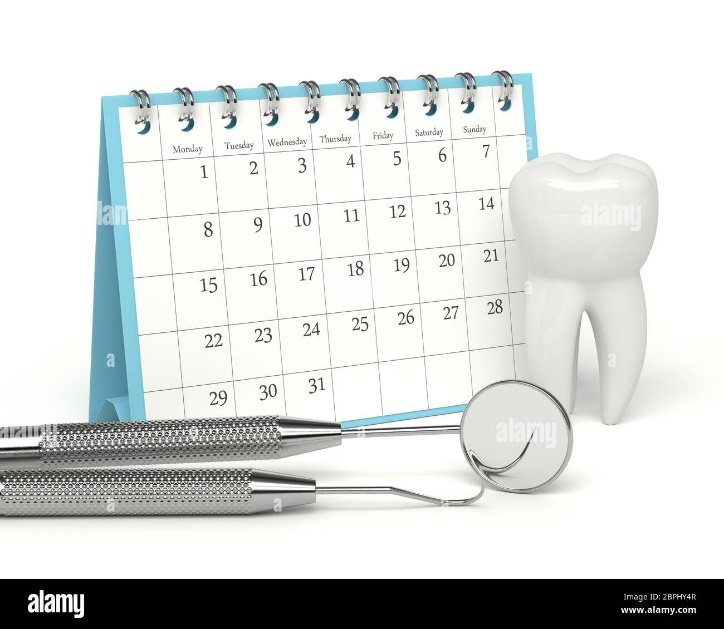 Monday Tuesday Wednesday Thursday Friday Saturday Sunday
1 2 3 4 5 6 7
8 9 10 11 12 13 14
15 16 17 18 19 20 21
22 23 24 25 26 27 28
29 30 31
alamy alamy
a
a a
a alamy
a a
alamy
Image ID: 2BPHY4R
www.alamy.com